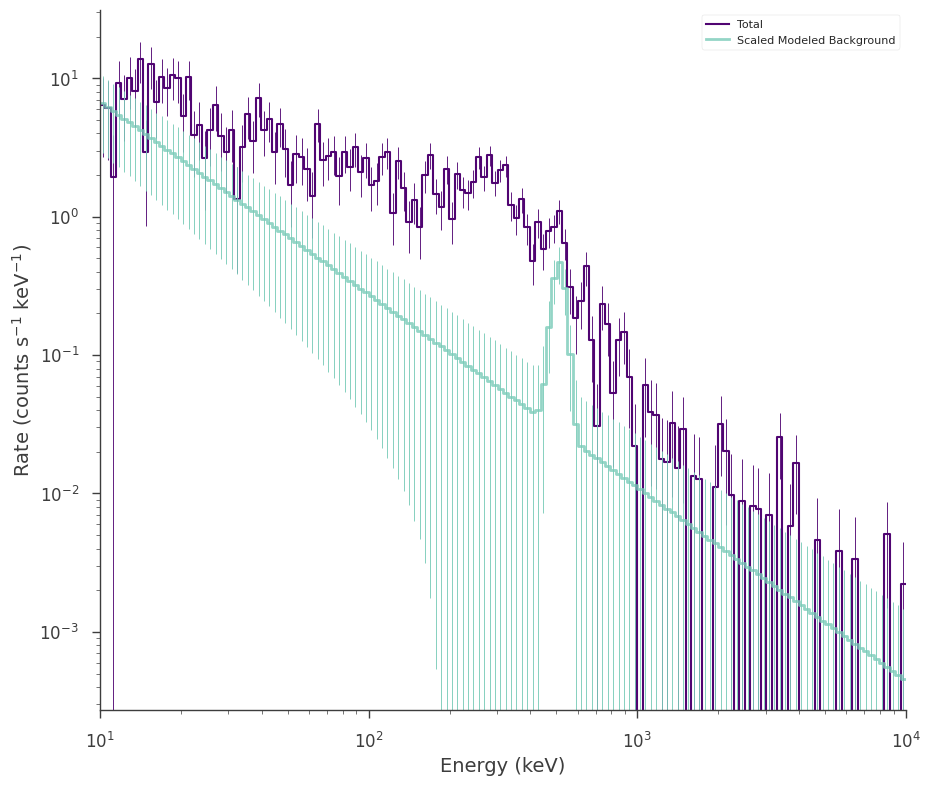 Total
Scaled Modeled Background
Rate (counts s⁻¹ keV⁻¹)
10¹
10⁰
10⁻¹
10⁻²
10⁻³
10¹ 10² 10³ 10⁴
Energy (keV)